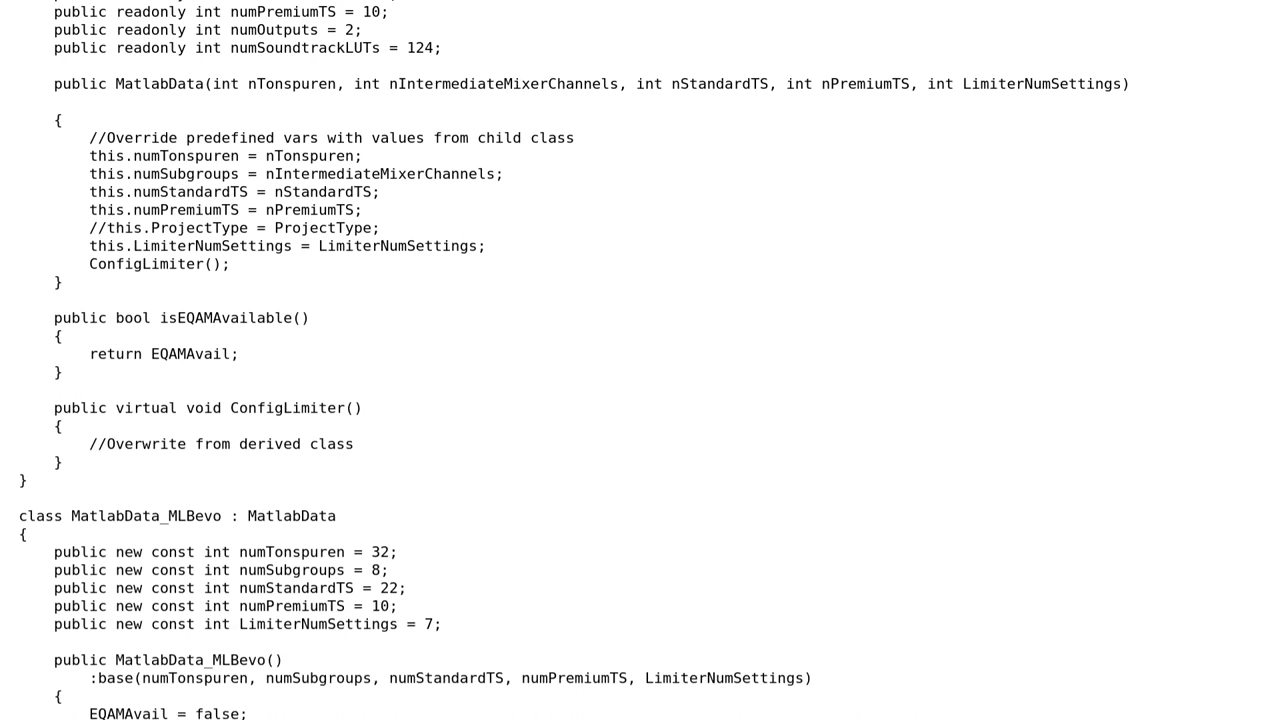 public readonly int numPremiumTS = 10;
public readonly int numOutputs = 2;
public readonly int numSoundtrackLUTs = 124;
public MatlabData(int nTonspuren, int nIntermediateMixerChannels, int nStandardTS, int nPremiumTS, int LimiterNumSettings)
{
//Override predefined vars with values from child class
this.numTonspuren = nTonspuren;
this.numSubgroups = nIntermediateMixerChannels;
this.numStandardTS = nStandardTS;
this.numPremiumTS = nPremiumTS;
//this.ProjectType = ProjectType;
this.LimiterNumSettings = LimiterNumSettings;
ConfigLimiter();
}
public bool isEQAMAvailable()
{
return EQAMAvail;
}
public virtual void ConfigLimiter()
{
//Overwrite from derived class
}
}
class MatlabData_MLBevo : MatlabData
{
public new const int numTonspuren = 32;
public new const int numSubgroups = 8;
public new const int numStandardTS = 22;
public new const int numPremiumTS = 10;
public new const int LimiterNumSettings = 7;
public MatlabData_MLBevo()
:base(numTonspuren, numSubgroups, numStandardTS, numPremiumTS, LimiterNumSettings)
{
EQAMAvail = false;